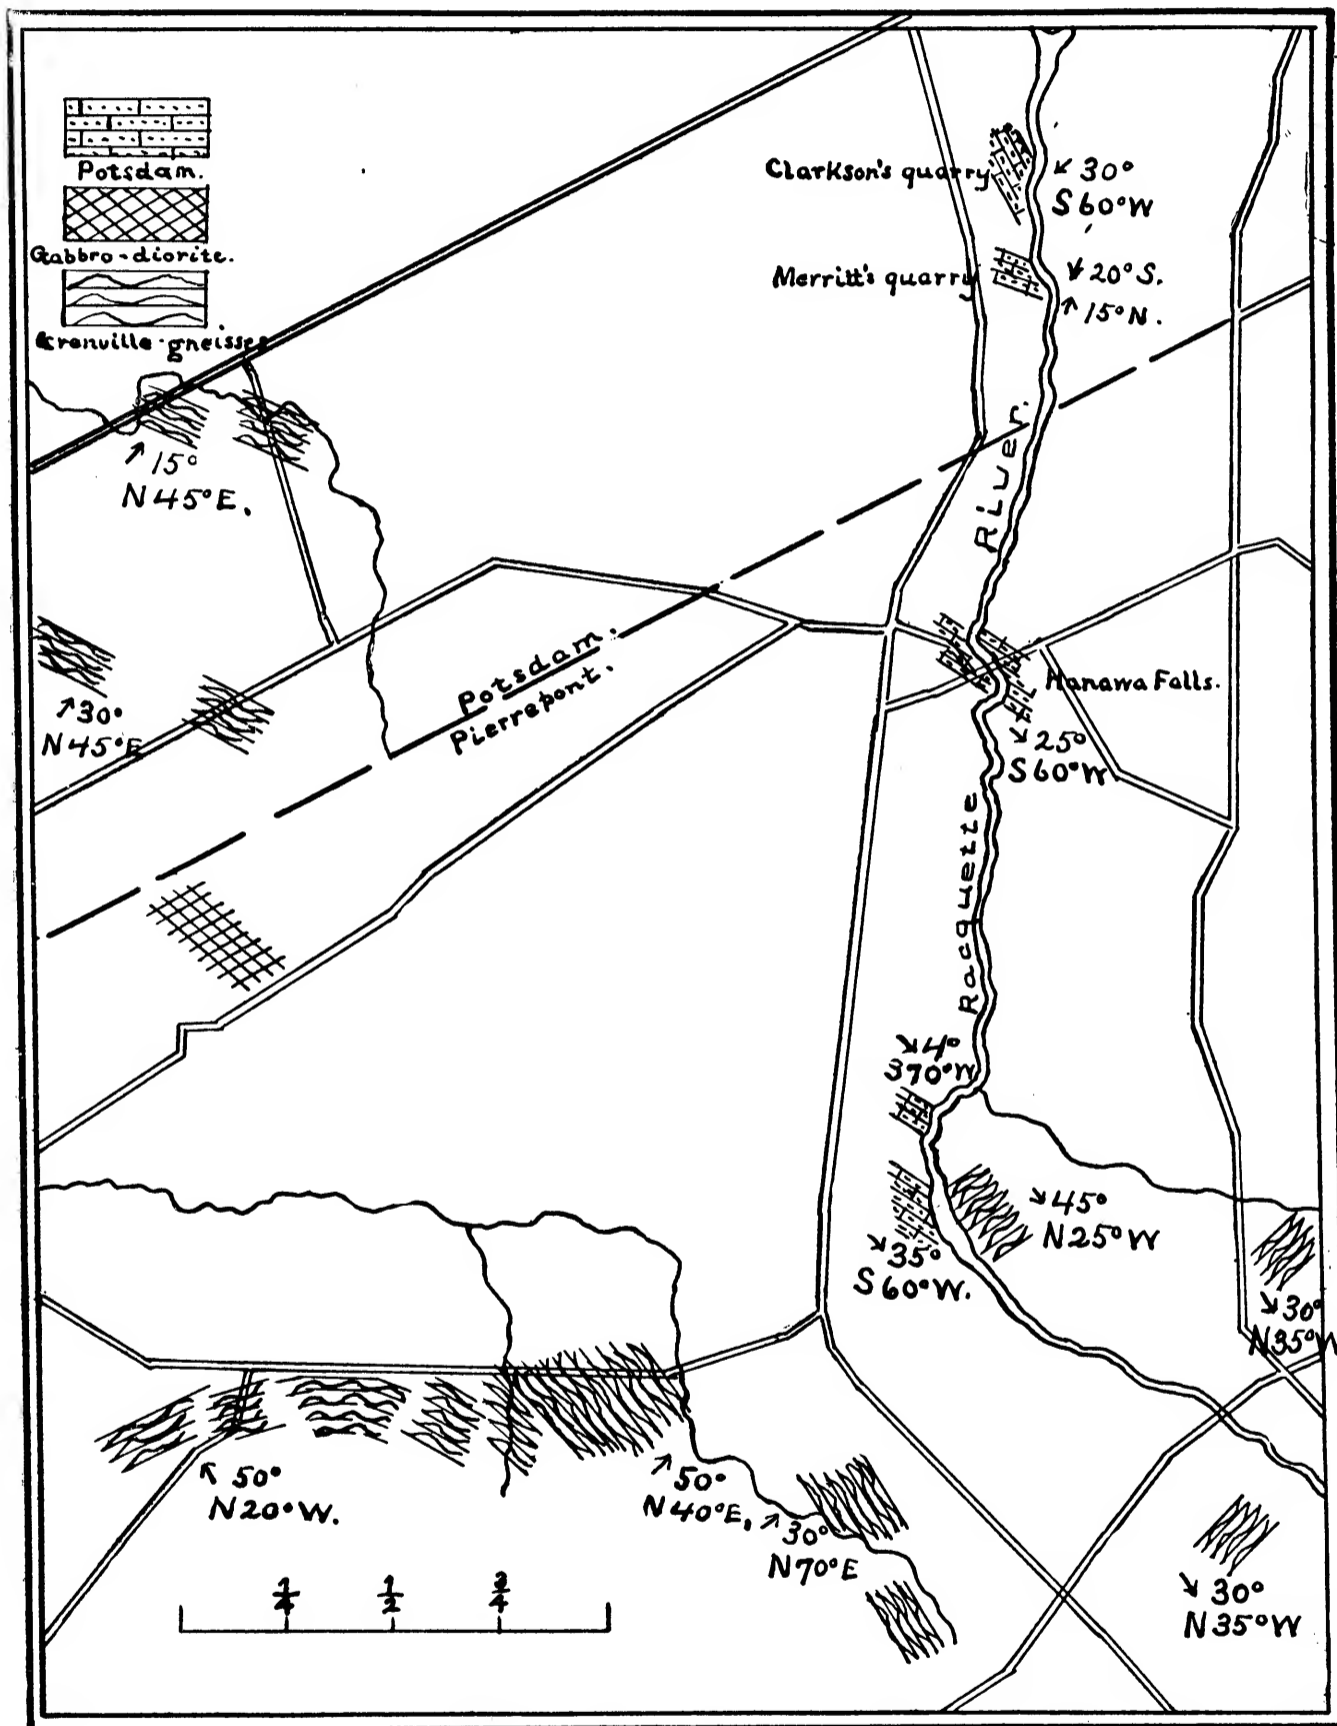 Potsdam.
Gabbro-diorite.
Grenville-gneisses
Clarkson's quarry
30°
S60°W
Merritt's quarry
20°S.
15°N.
15°
N45°E.
River.
Potsdam.
Pierrepont.
Hanawa Falls.
25°
S60°W
30°
N45°E
Racquette
4°
S70°W
45°
N25°W
35°
S60°W.
30°
N35°W
50°
N20°W.
50°
N40°E.
30°
N70°E
30°
N35°W
1/4 1/2 3/4